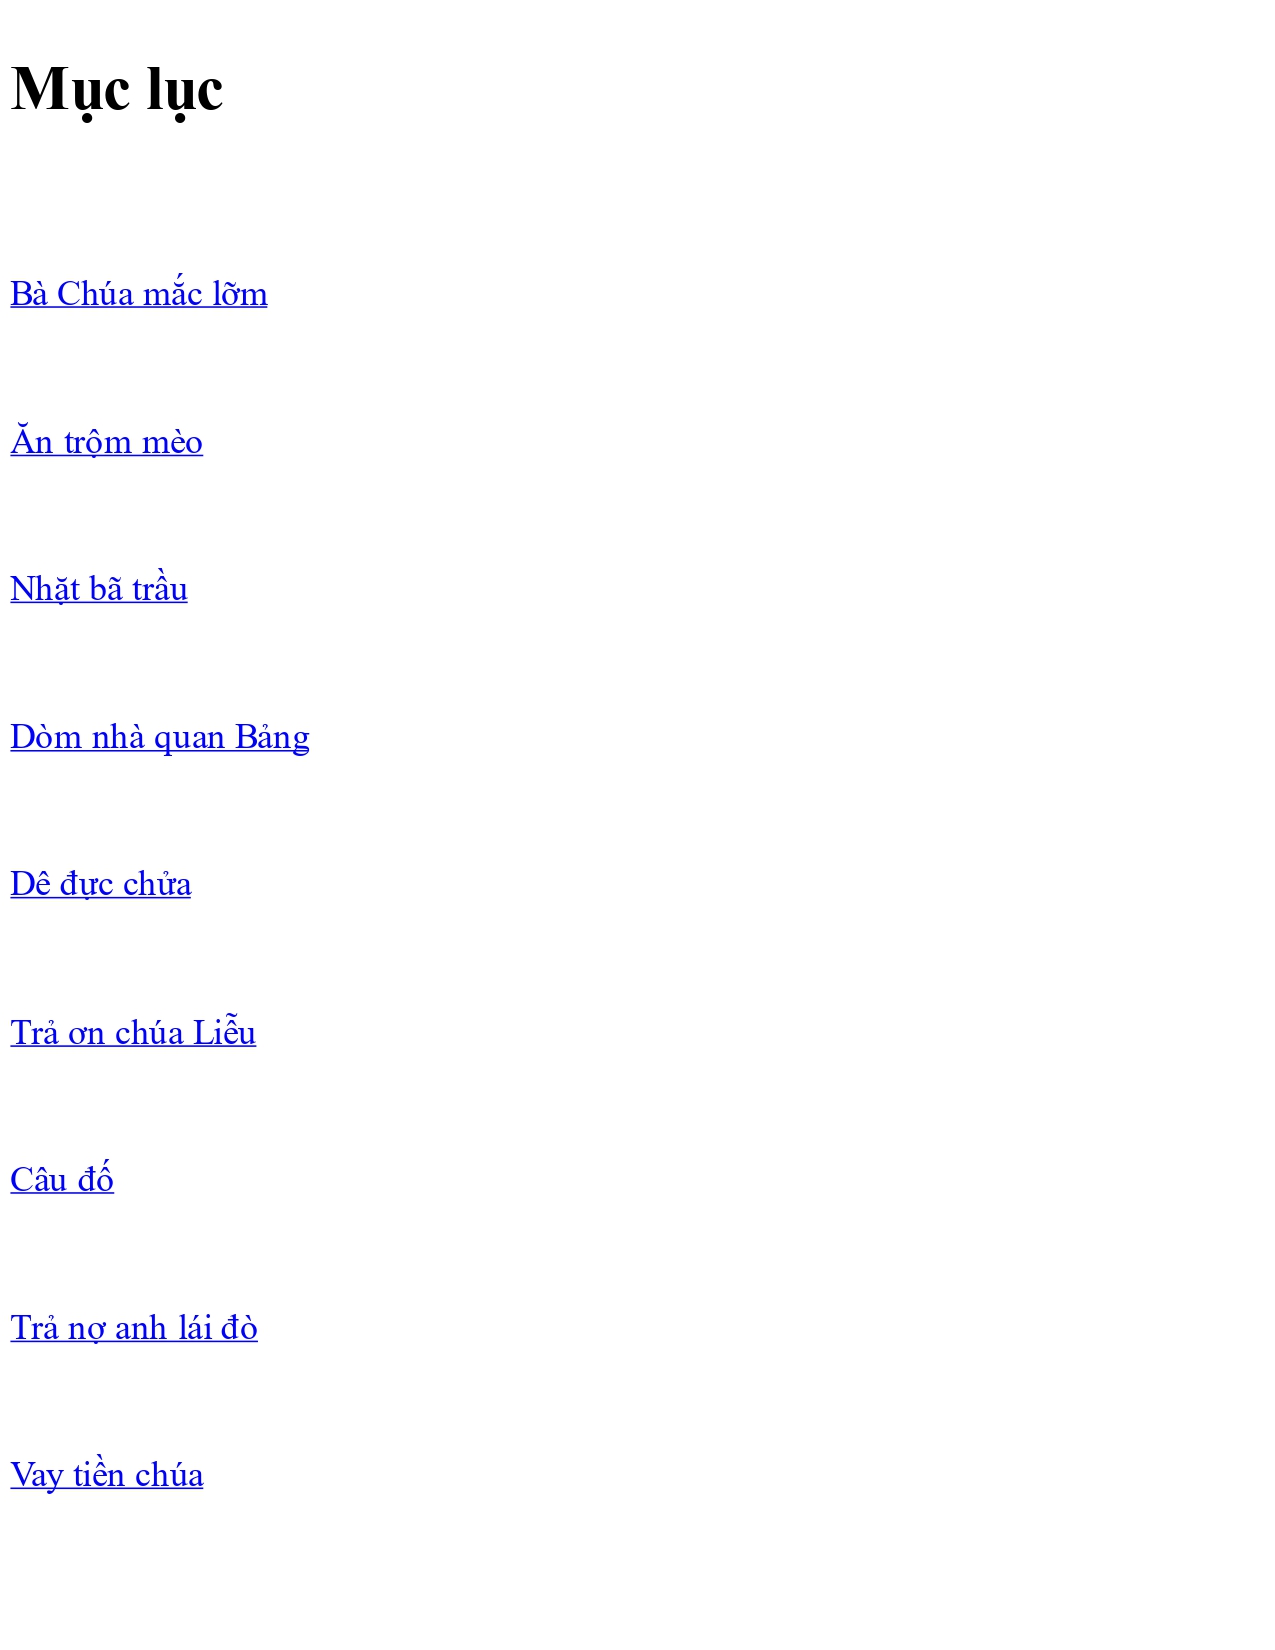 Mục lục
Bà Chúa mắc lỡm
Ăn trộm mèo
Nhặt bã trầu
Dòm nhà quan Bảng
Dê đực chửa
Trả ơn chúa Liễu
Câu đố
Trả nợ anh lái đò
Vay tiền chúa